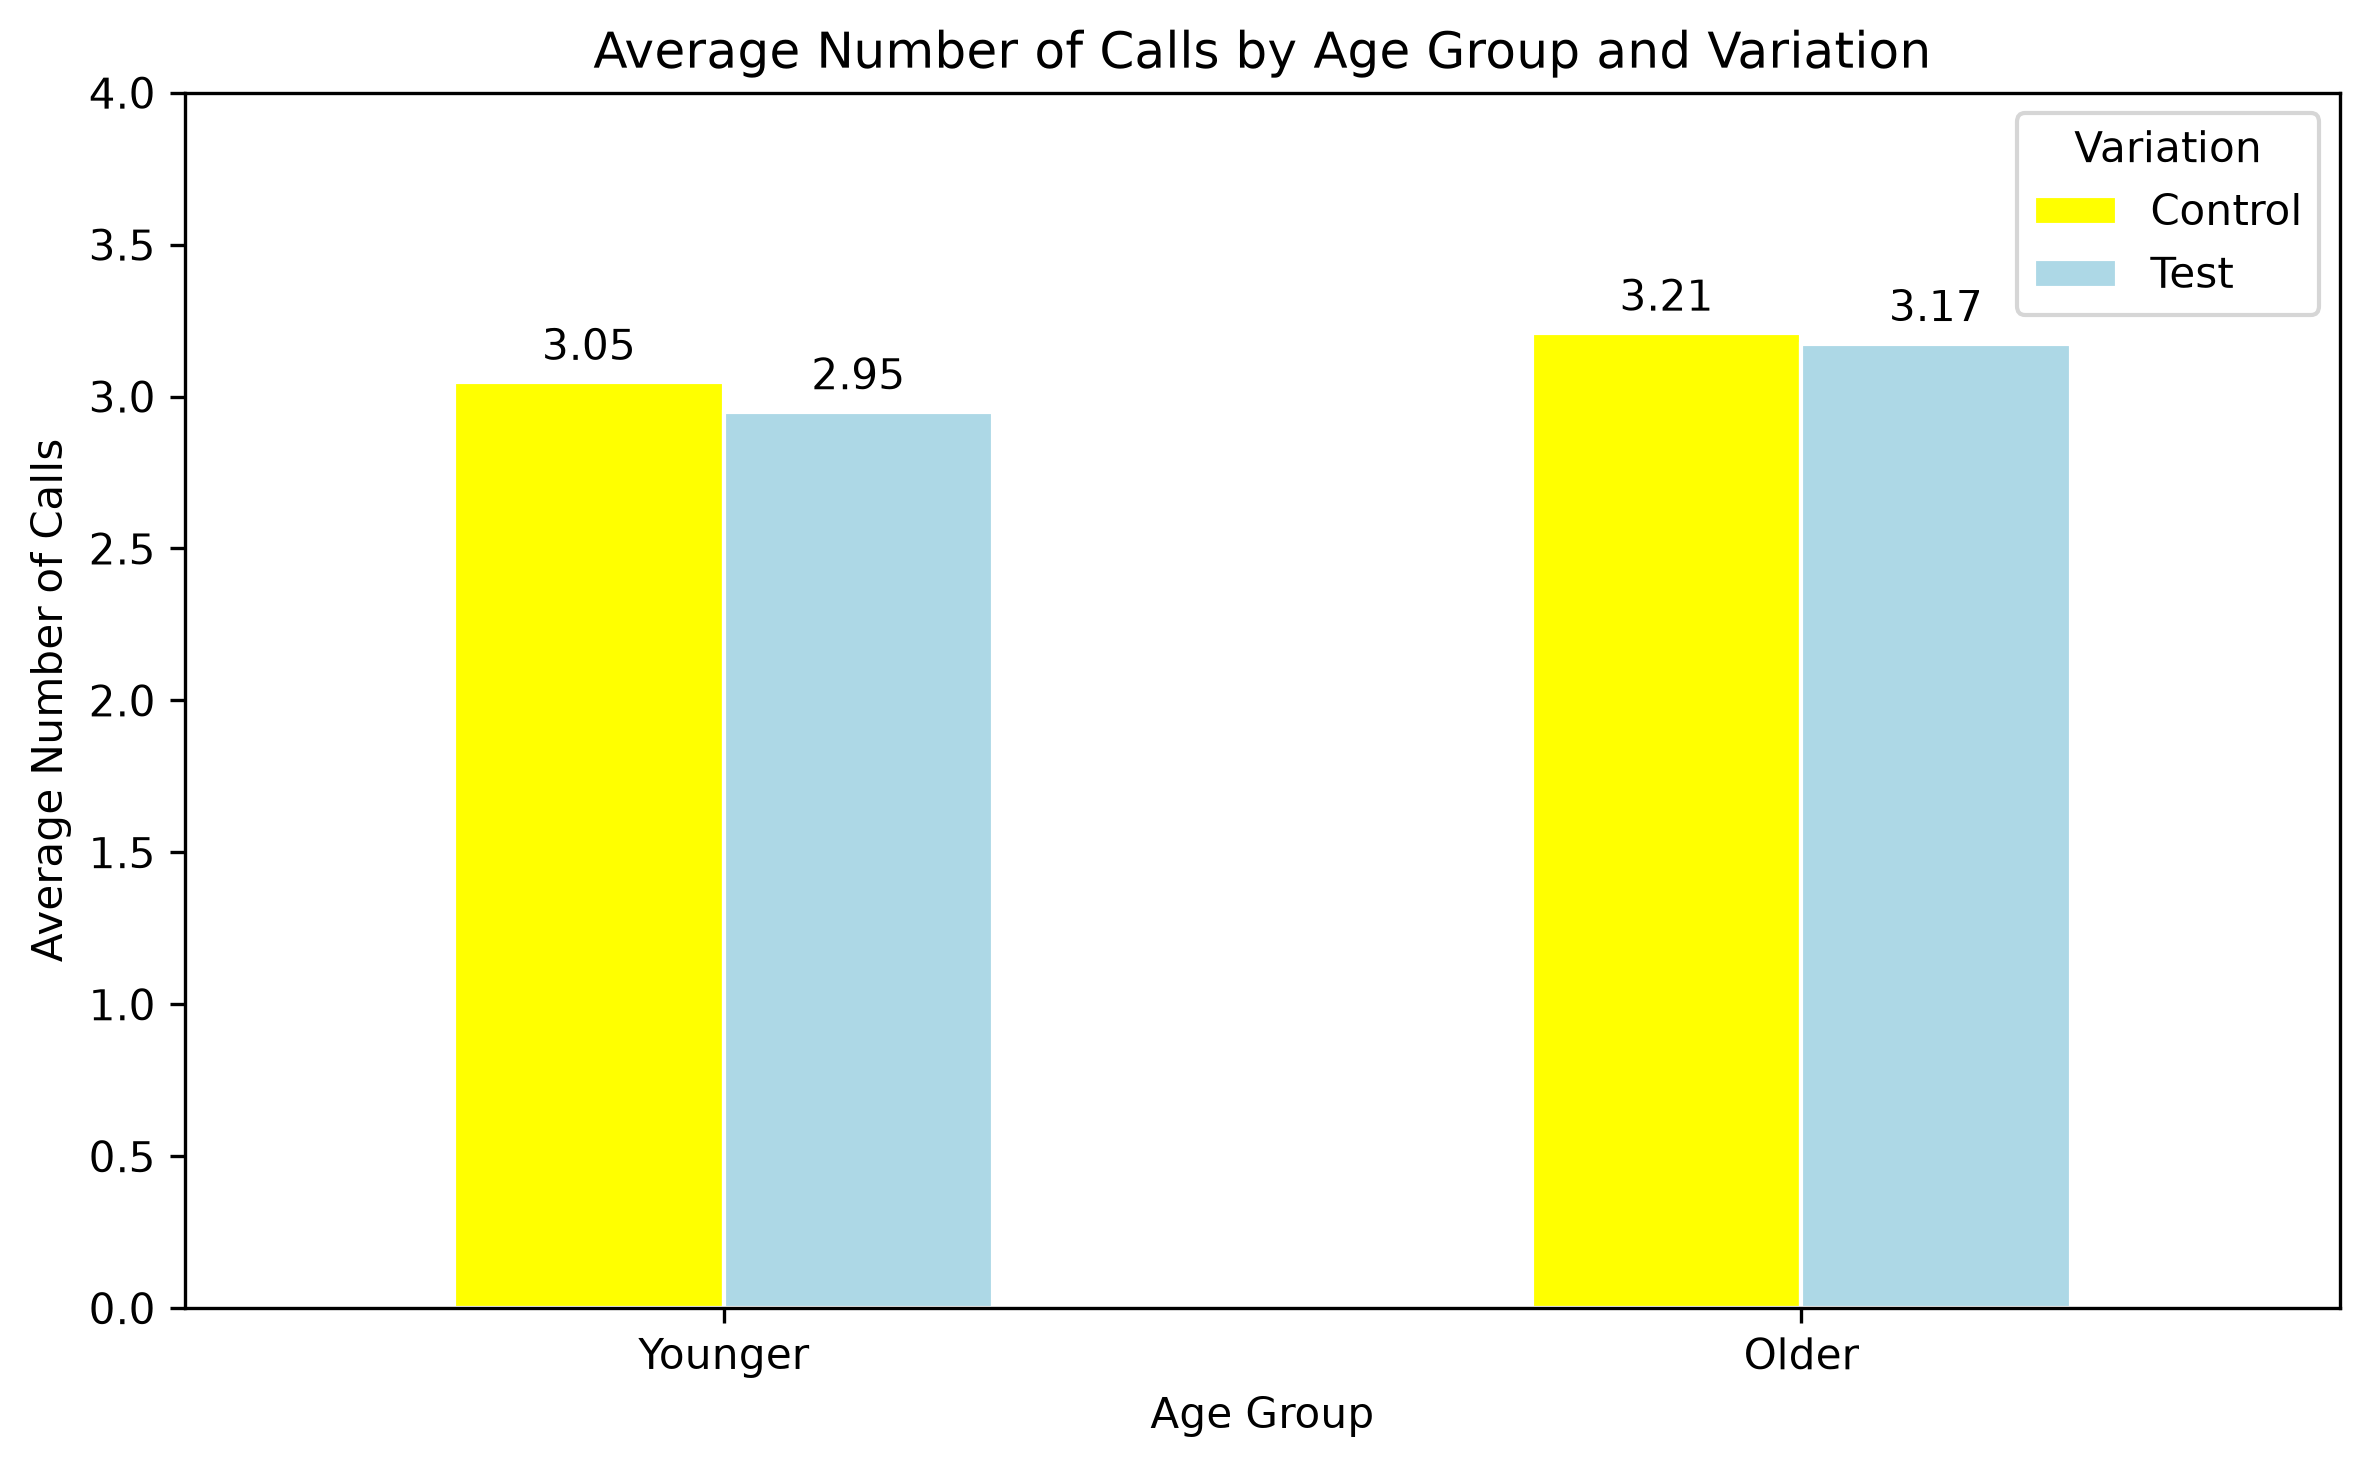 Average Number of Calls by Age Group and Variation
Average Number of Calls
4.0
3.5
3.0
2.5
2.0
1.5
1.0
0.5
0.0
3.05
2.95
3.21
3.17
Variation
Control
Test
Younger
Older
Age Group